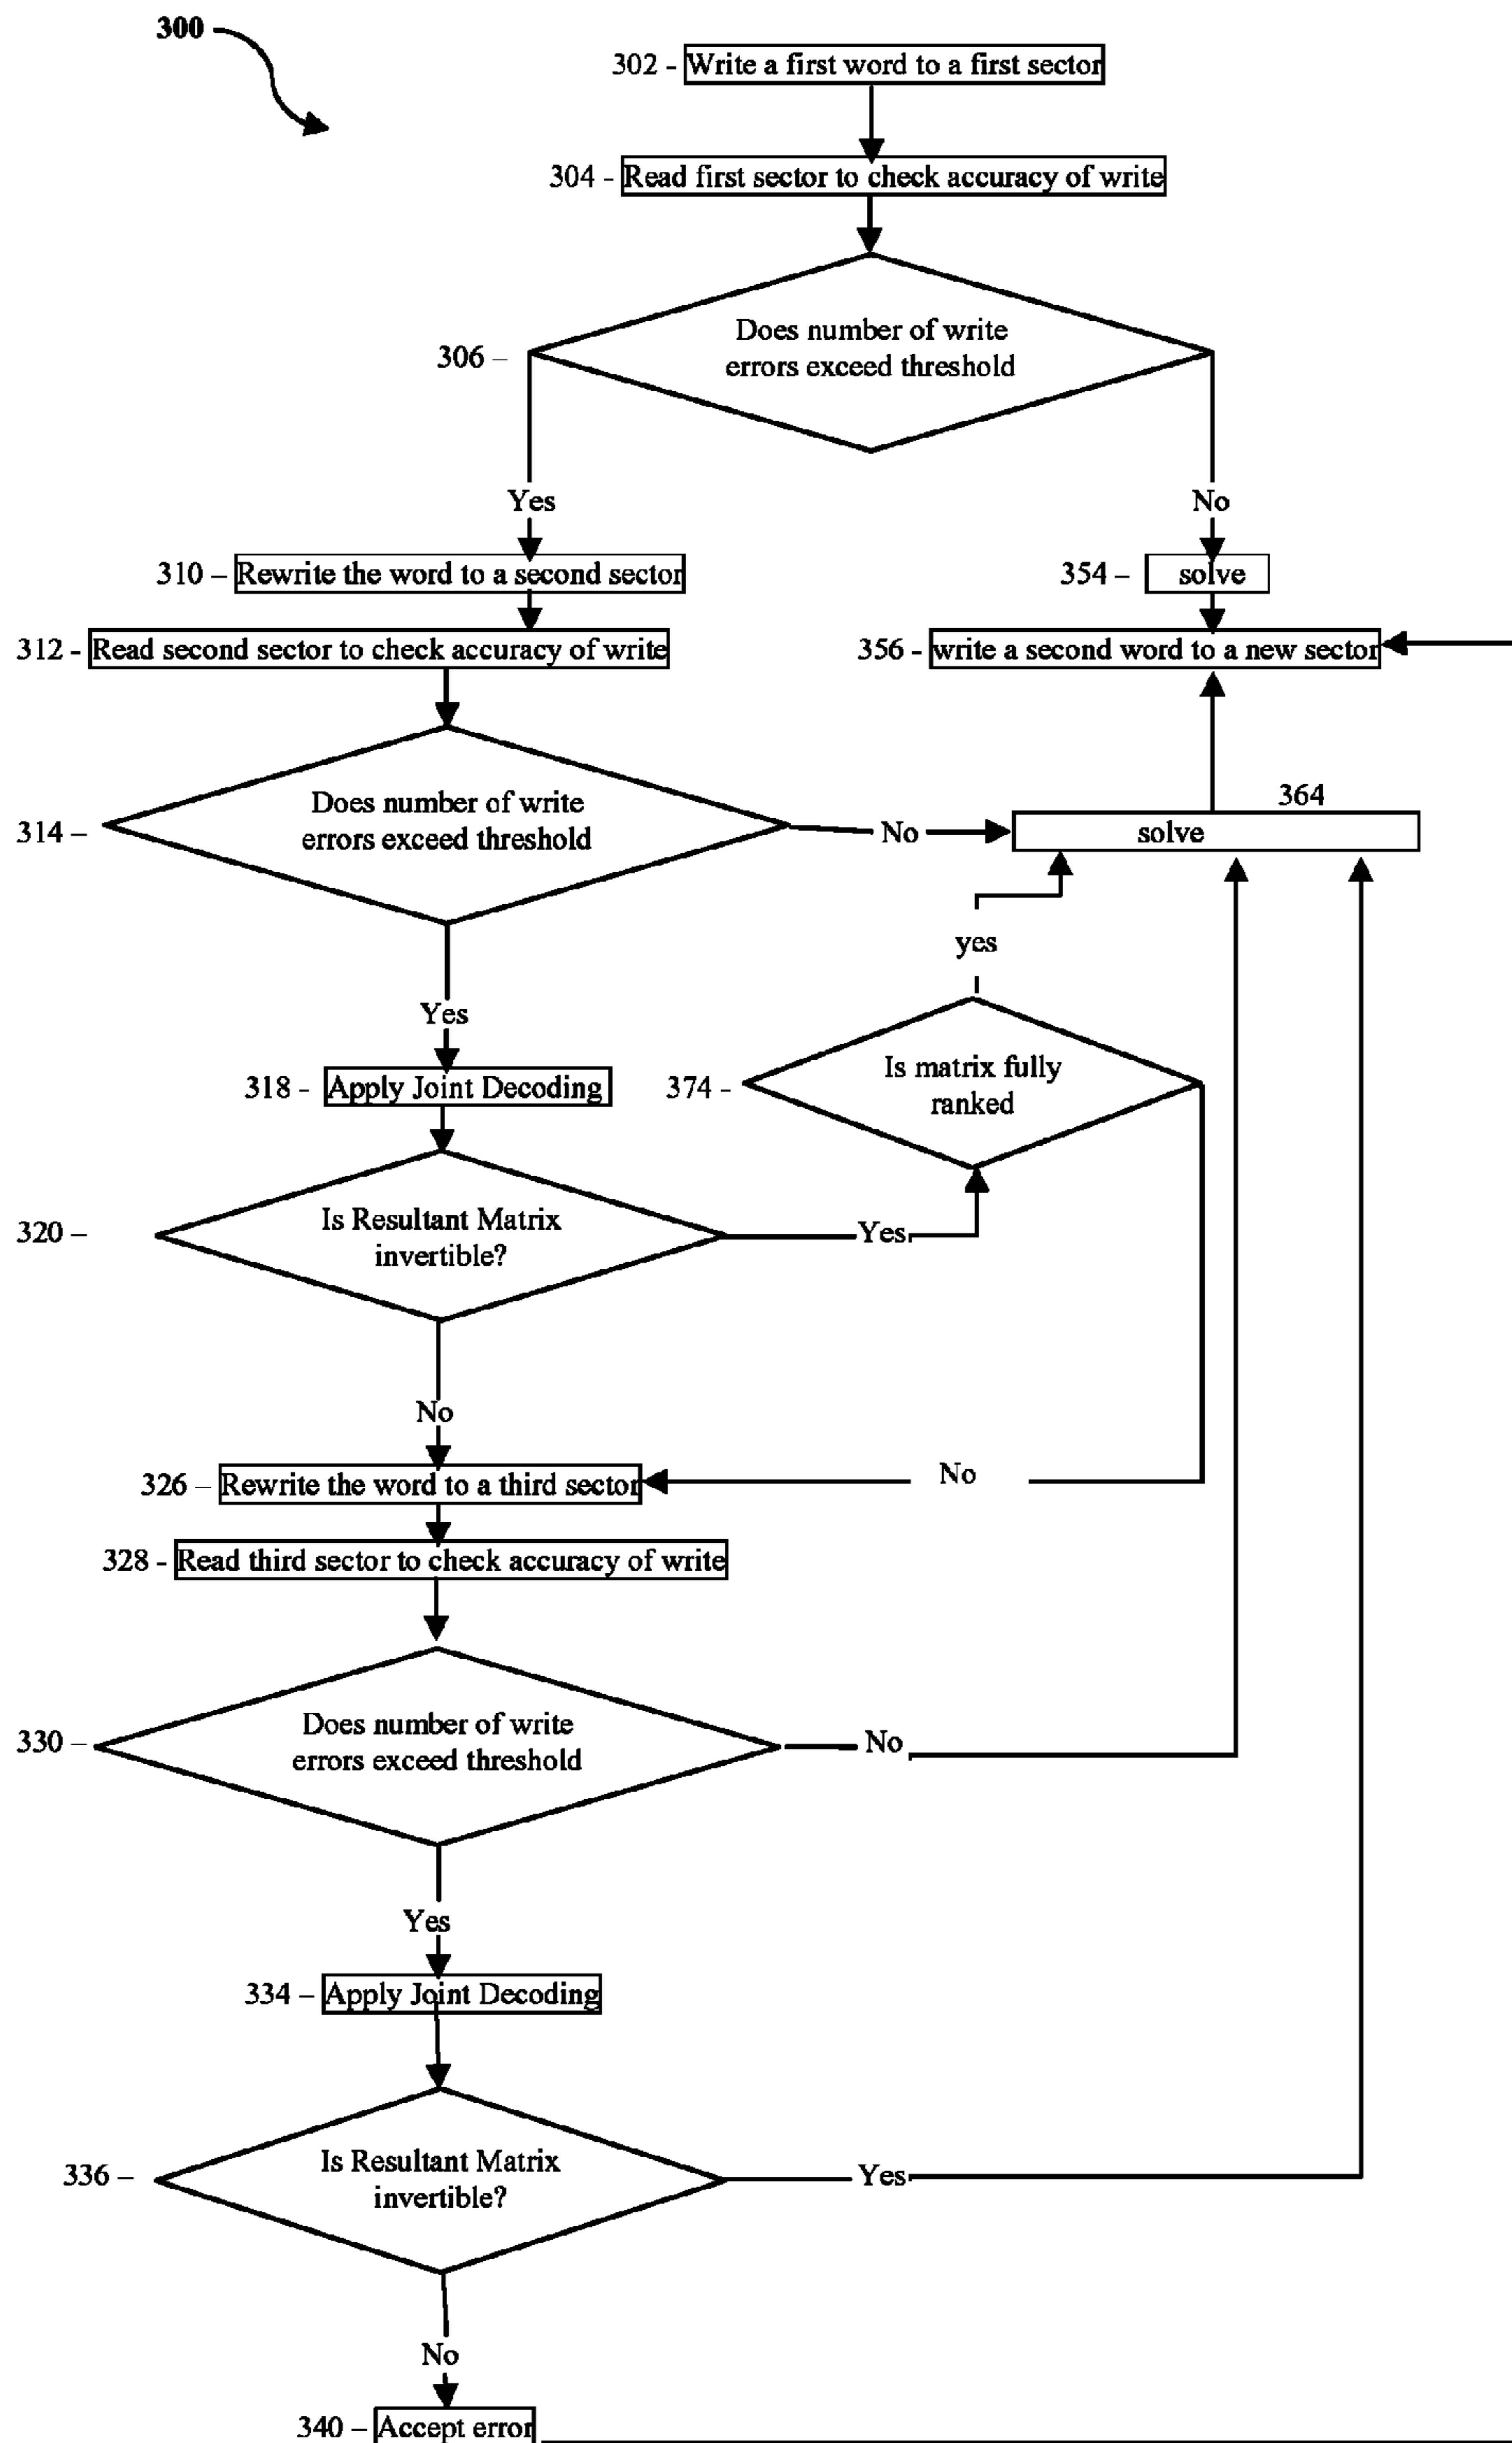 300
302 - Write a first word to a first sector
304 - Read first sector to check accuracy of write
Does number of write
306 –
errors exceed threshold
Yes
No
310 – Rewrite the word to a second sector
354 – solve
312 - Read second sector to check accuracy of write
356 - write a second word to a new sector
364
Does number of write
314 –
errors exceed threshold
No
solve
yes
Yes
318 - Apply Joint Decoding
374 -
Is matrix fully
ranked
320 –
Is Resultant Matrix
invertible?
Yes
No
326 – Rewrite the word to a third sector
No
328 - Read third sector to check accuracy of write
330 –
Does number of write
errors exceed threshold
No
Yes
334 – Apply Joint Decoding
336 –
Is Resultant Matrix
invertible?
Yes
No
340 – Accept error